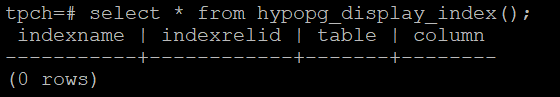 tpch=# select * from hypopg_display_index();
 indexname | indexrelid | table | column
-----------+------------+-------+--------
(0 rows)